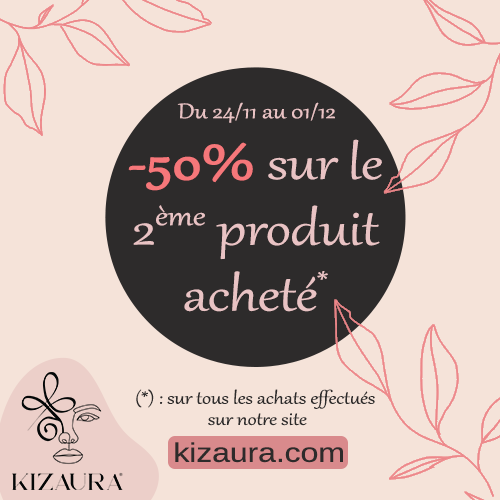 Du 24/11 au 01/12
-50% sur le
2ème produit
acheté*
(*) : sur tous les achats effectués
sur notre site
kizaura.com
KIZAURA®